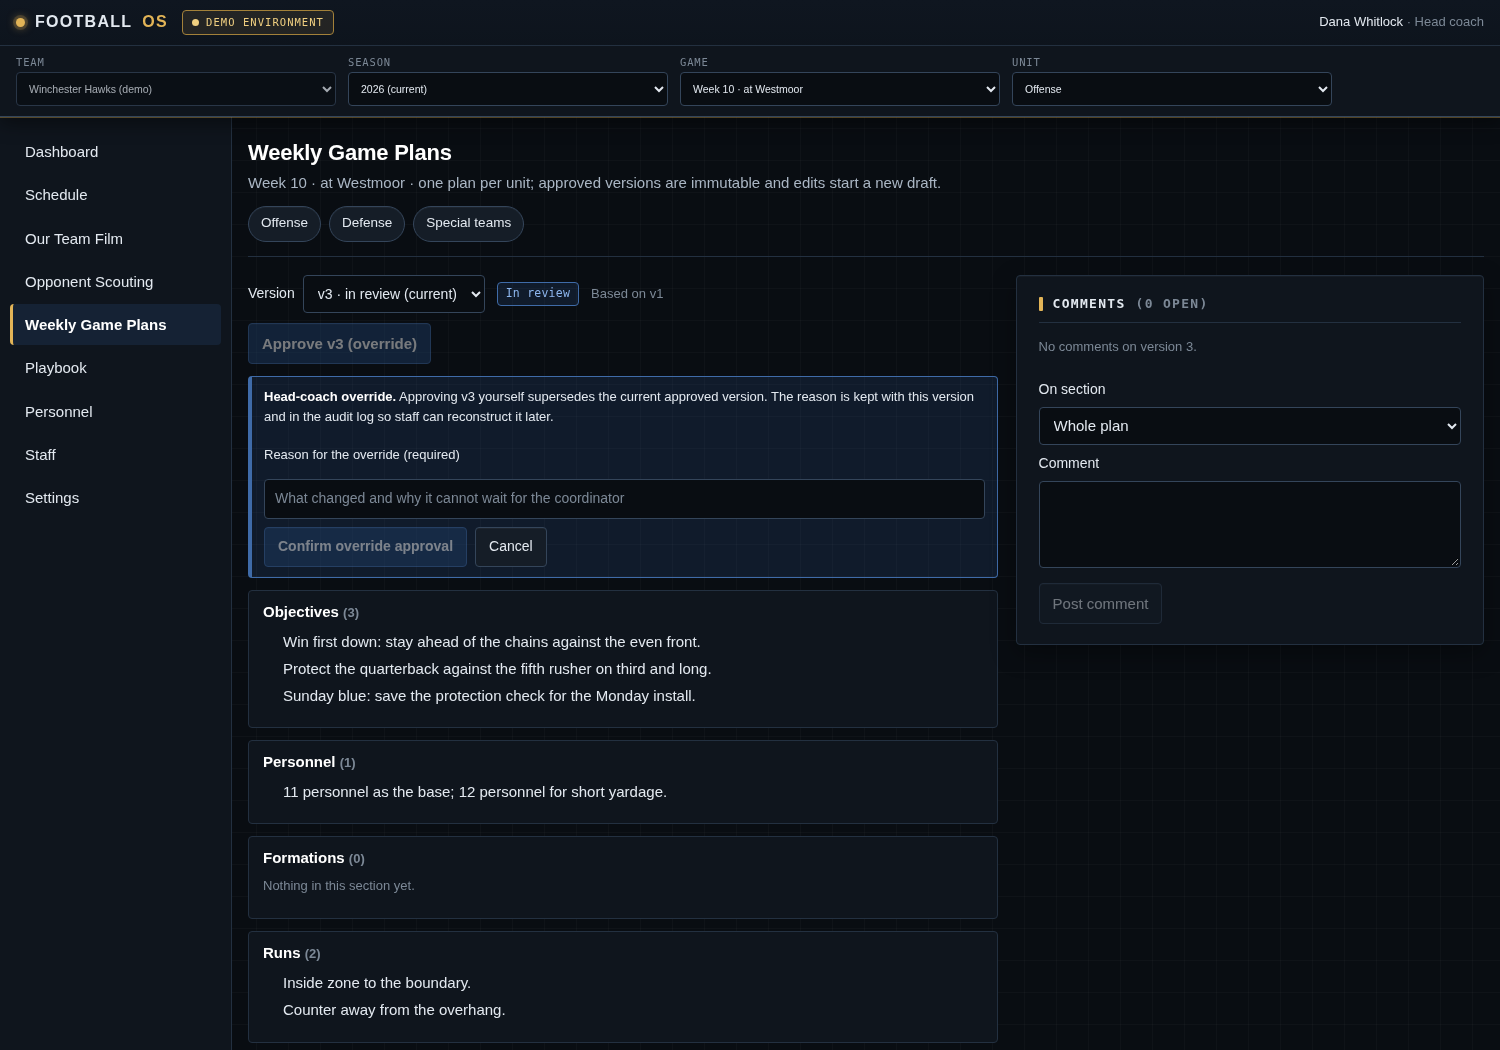 FOOTBALL OS
DEMO ENVIRONMENT
Dana Whitlock · Head coach
TEAM
Winchester Hawks (demo)
SEASON
2026 (current)
GAME
Week 10 · at Westmoor
UNIT
Offense
Dashboard
Schedule
Our Team Film
Opponent Scouting
Weekly Game Plans
Playbook
Personnel
Staff
Settings
Weekly Game Plans
Week 10 · at Westmoor · one plan per unit; approved versions are immutable and edits start a new draft.
Offense
Defense
Special teams
Version
v3 · in review (current)
In review
Based on v1
Approve v3 (override)
Head-coach override. Approving v3 yourself supersedes the current approved version. The reason is kept with this version
and in the audit log so staff can reconstruct it later.
Reason for the override (required)
What changed and why it cannot wait for the coordinator
Confirm override approval
Cancel
Objectives (3)
Win first down: stay ahead of the chains against the even front.
Protect the quarterback against the fifth rusher on third and long.
Sunday blue: save the protection check for the Monday install.
Personnel (1)
11 personnel as the base; 12 personnel for short yardage.
Formations (0)
Nothing in this section yet.
Runs (2)
Inside zone to the boundary.
Counter away from the overhang.
COMMENTS (0 OPEN)
No comments on version 3.
On section
Whole plan
Comment
Post comment